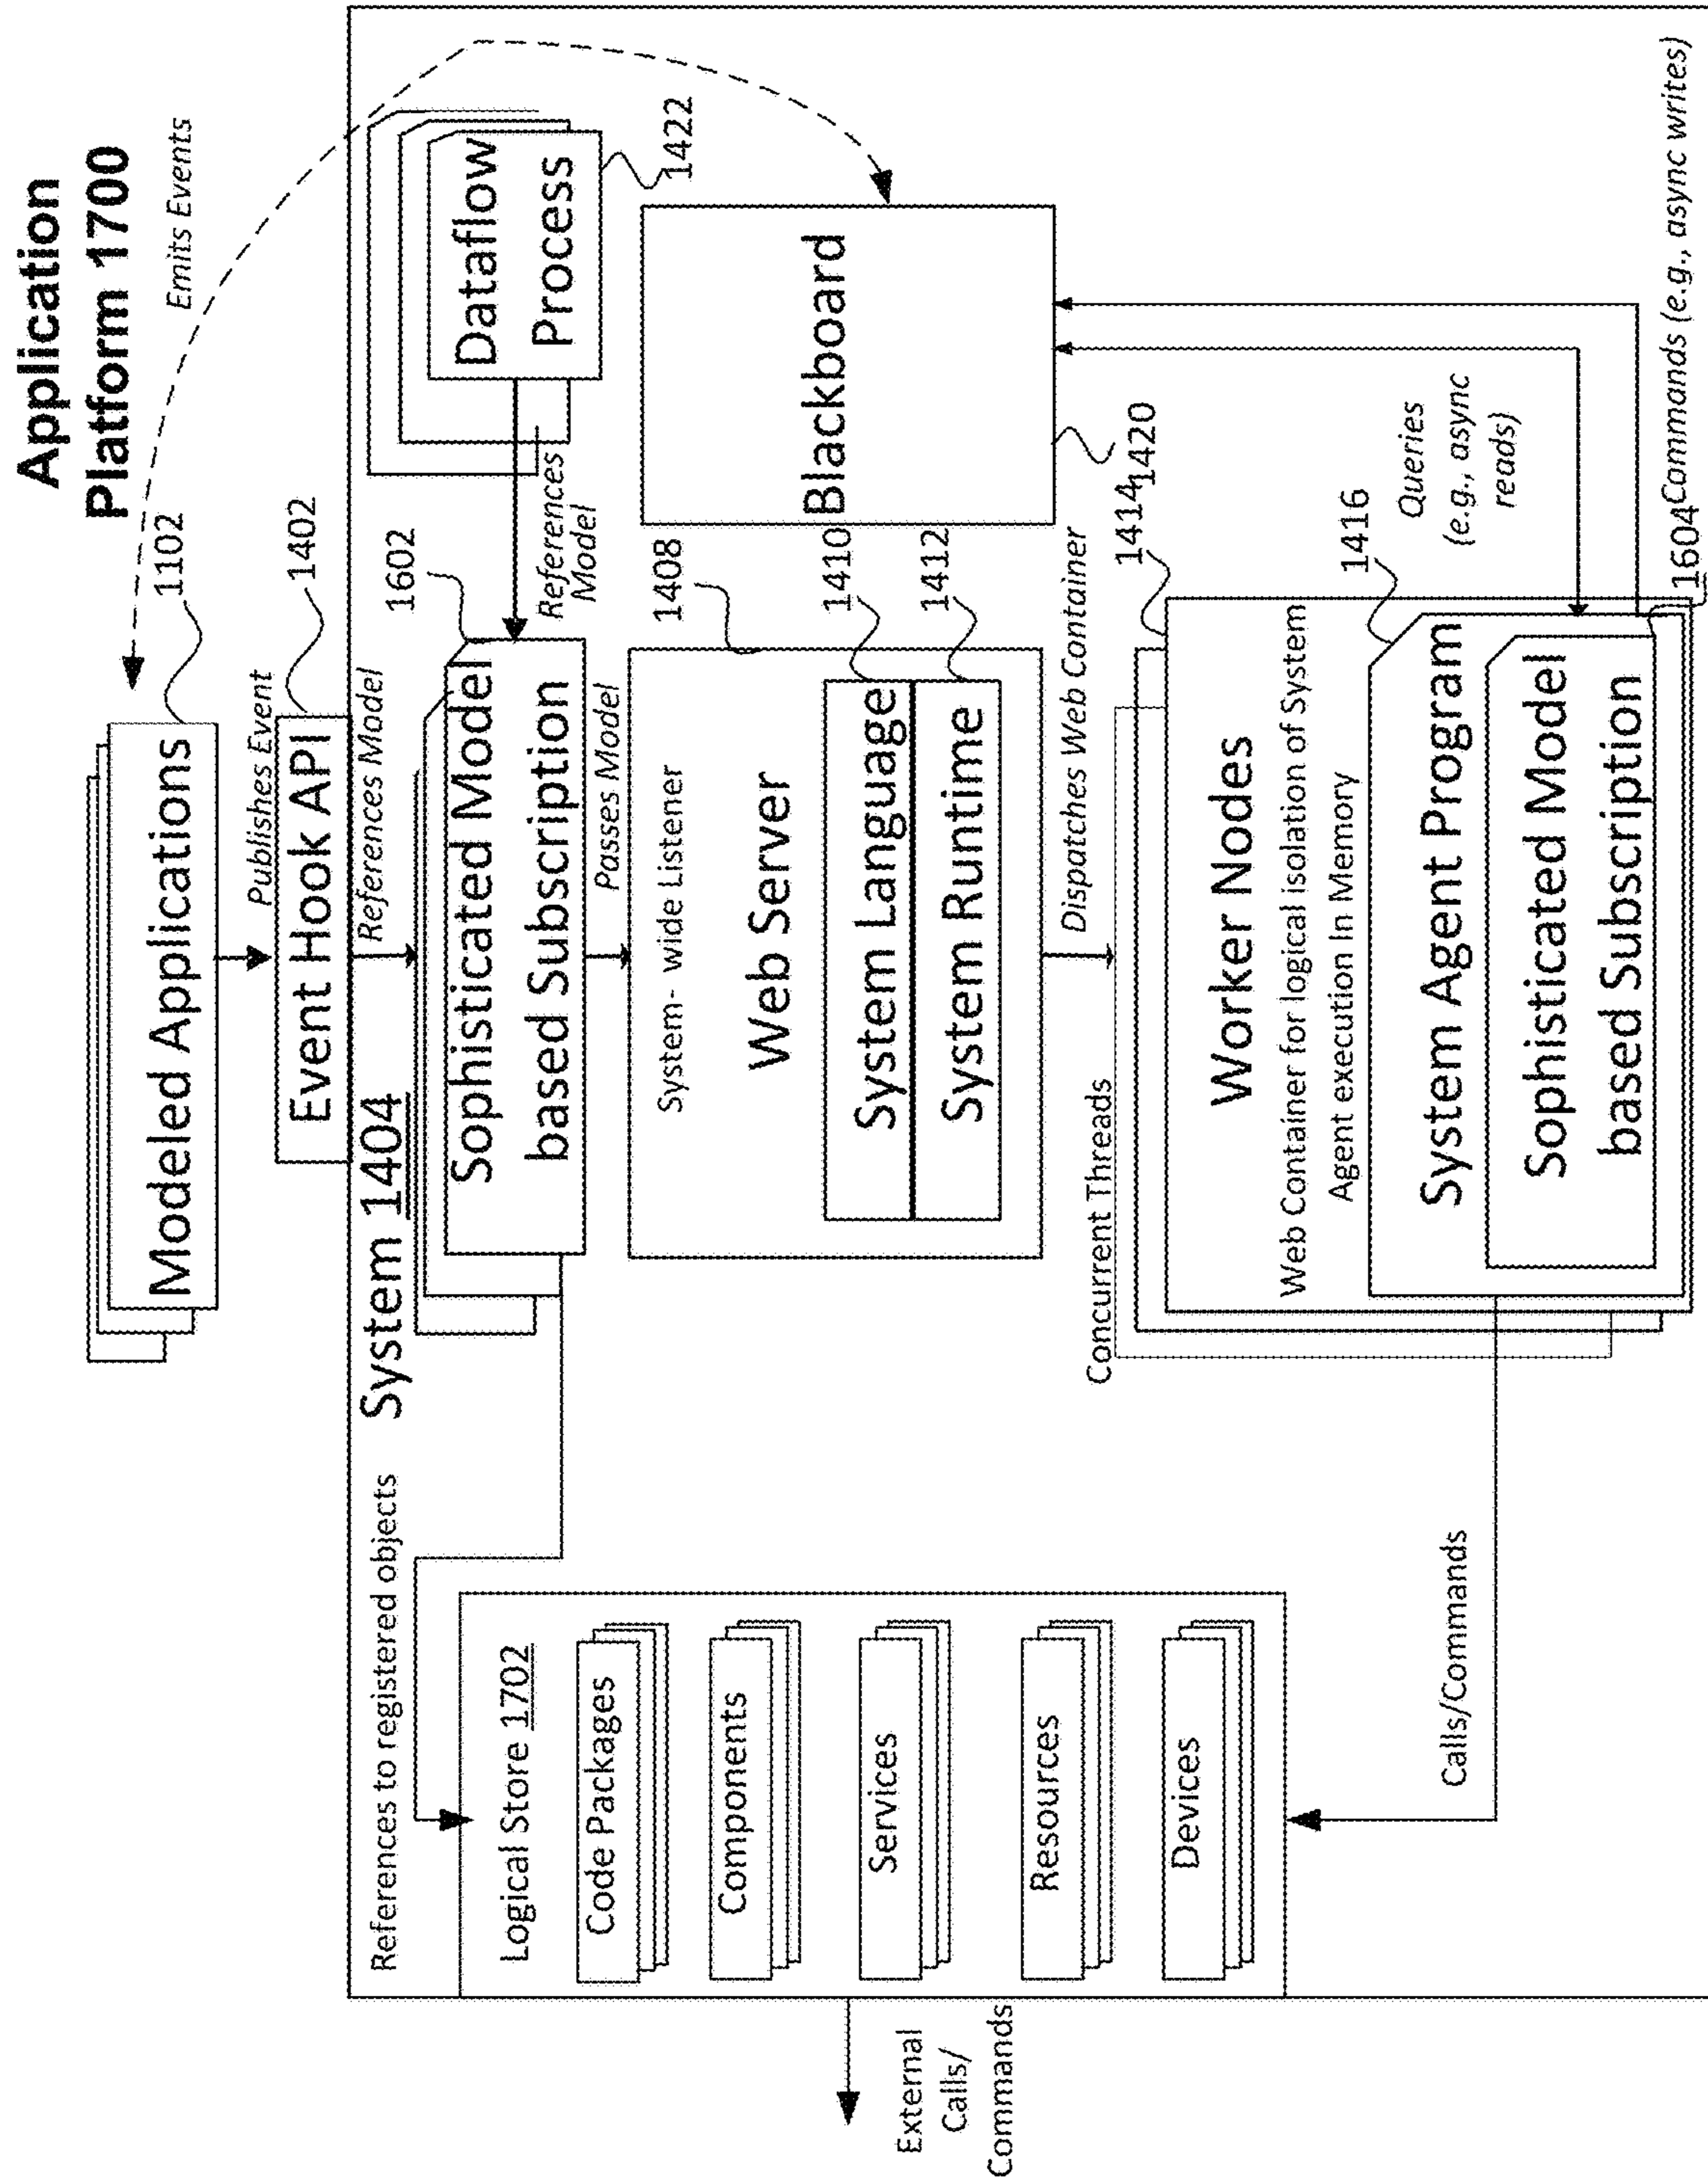 Application
Platform 1700
Emits Events
Modeled Applications
1102
Publishes Event
Event Hook API
1402
System 1404
References Model
1602
Sophisticated Model
based Subscription
References
Model
Dataflow
Process
1422
References to registered objects
Passes Model
1408
System- wide Listener
Web Server
System Language
1410
System Runtime
1412
Blackboard
1420
Logical Store 1702
Code Packages
Components
Services
Resources
Devices
External
Calls/
Commands
Concurrent Threads
Dispatches Web Container
1414
Worker Nodes
Web Container for logical isolation of System
Agent execution In Memory
1416
System Agent Program
Sophisticated Model
based Subscription
1604
Queries
(e.g., async
reads)
Commands (e.g., async writes)
Calls/Commands